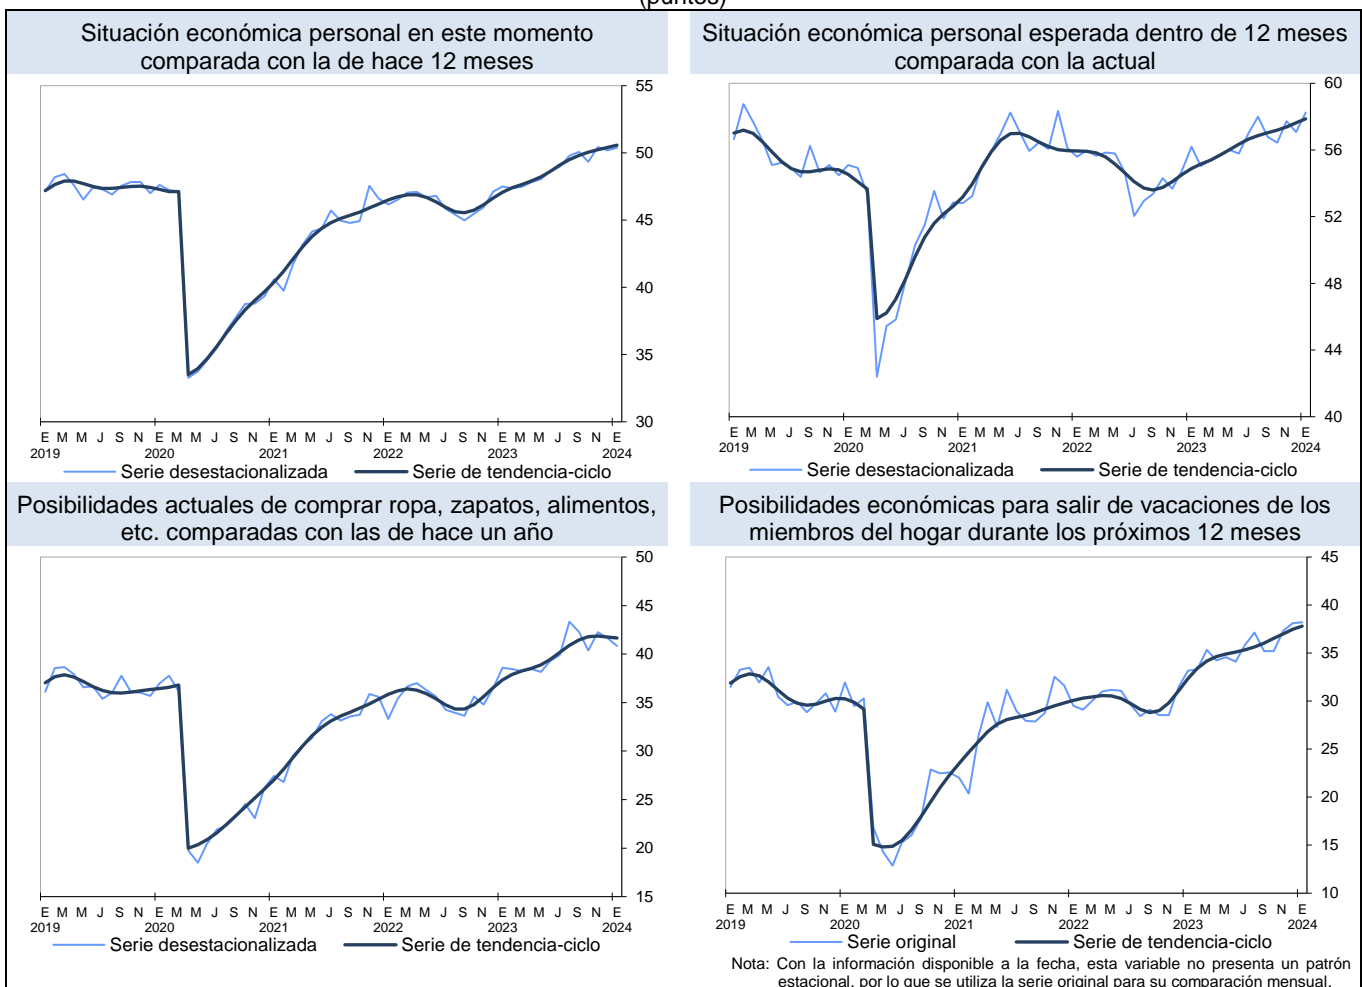 (puntos)
Situación económica personal en este momento
comparada con la de hace 12 meses
55
50
45
40
35
30
E M M J S N E M M J S N E M M J S N E M M J S N E M M J S N E
2019 2020 2021 2022 2023 2024
Serie desestacionalizada Serie de tendencia-ciclo
Situación económica personal esperada dentro de 12 meses
comparada con la actual
60
56
52
48
44
40
E M M J S N E M M J S N E M M J S N E M M J S N E M M J S N E
2019 2020 2021 2022 2023 2024
Serie desestacionalizada Serie de tendencia-ciclo
Posibilidades actuales de comprar ropa, zapatos, alimentos,
etc. comparadas con las de hace un año
50
45
40
35
30
25
20
15
E M M J S N E M M J S N E M M J S N E M M J S N E M M J S N E
2019 2020 2021 2022 2023 2024
Serie desestacionalizada Serie de tendencia-ciclo
Posibilidades económicas para salir de vacaciones de los
miembros del hogar durante los próximos 12 meses
45
40
35
30
25
20
15
10
E M M J S N E M M J S N E M M J S N E M M J S N E M M J S N E
2019 2020 2021 2022 2023 2024
Serie original Serie de tendencia-ciclo
Nota: Con la información disponible a la fecha, esta variable no presenta un patrón
estacional, por lo que se utiliza la serie original para su comparación mensual.